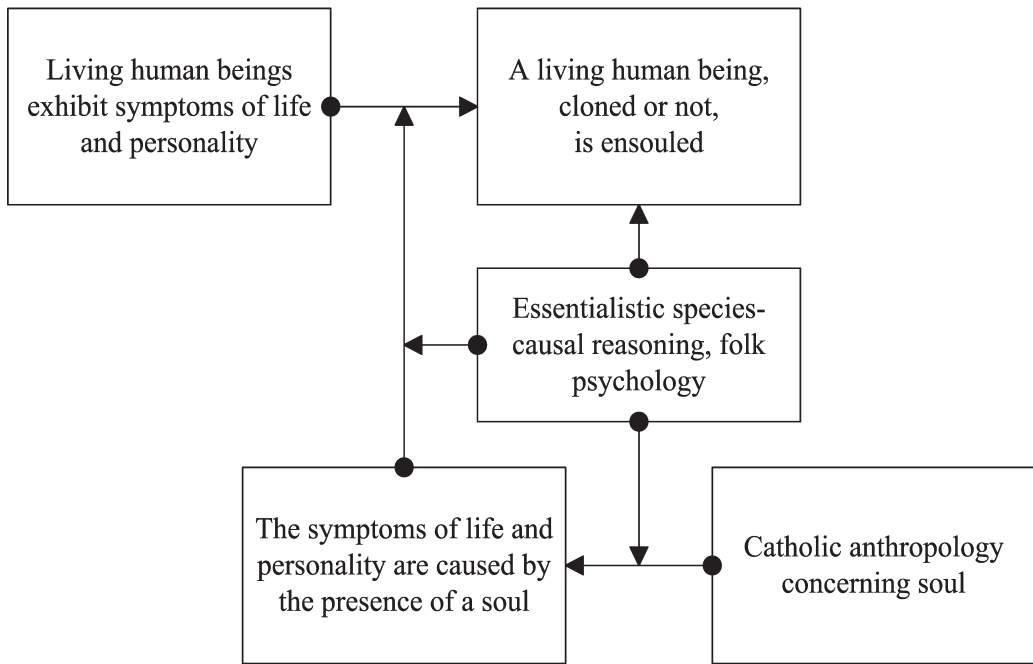 Living human beings
exhibit symptoms of life
and personality
A living human being,
cloned or not,
is ensouled
Essentialistic species-
causal reasoning, folk
psychology
The symptoms of life and
personality are caused by
the presence of a soul
Catholic anthropology
concerning soul